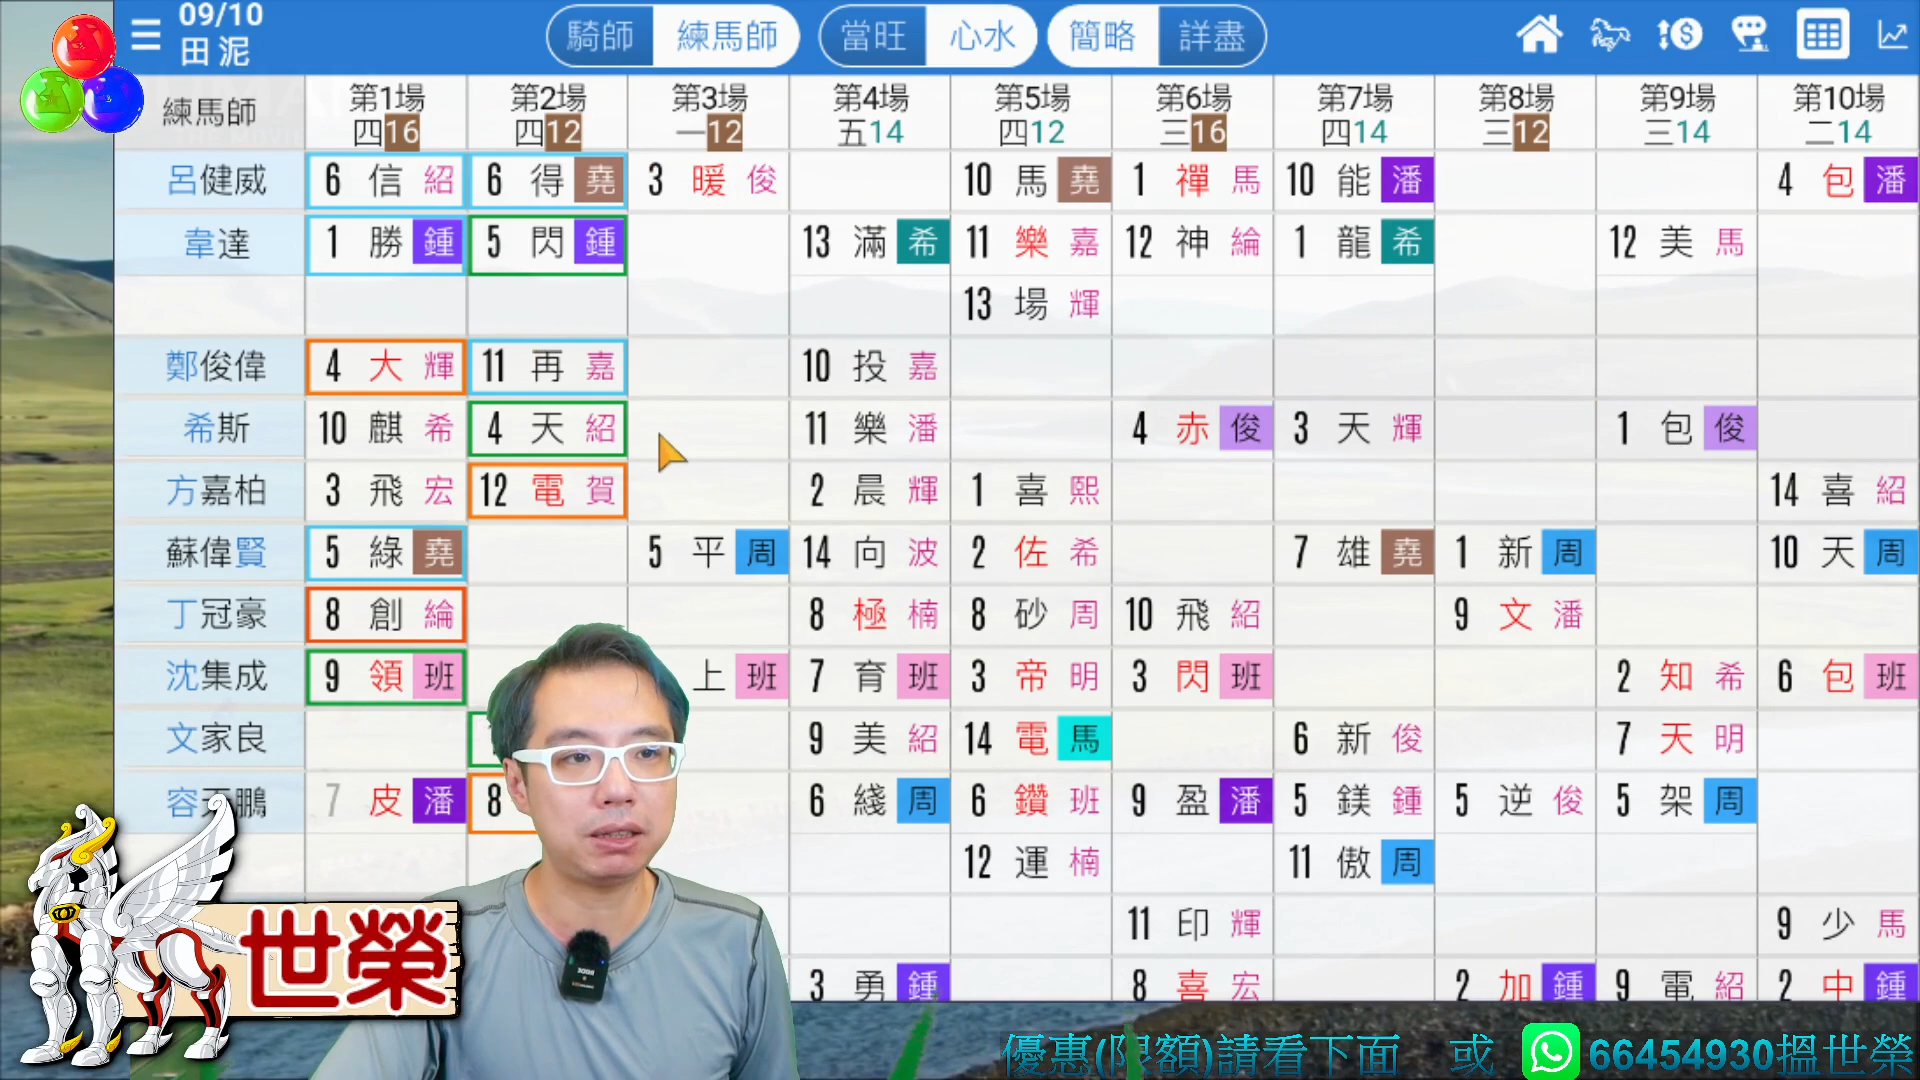 09/10
田 泥
騎師 練馬師 當旺 心水 簡略 詳盡
練馬師 第1場 第2場 第3場 第4場 第5場 第6場 第7場 第8場 第9場 第10場
四16 四12 一12 五14 四12 三16 四14 三12 三14 二14
呂健威 6 信 紹 6 得 堯 3 暖 俊 10 馬 堯 1 禪 馬 10 能 潘 4 包 潘
韋達 1 勝 鍾 5 閃 鍾 13 滿 希 11 樂 嘉 12 神 綸 1 龍 希 12 美 馬
13 場 輝
鄭俊偉 4 大 輝 11 再 嘉 10 投 嘉
希斯 10 麒 希 4 天 紹 11 樂 潘 4 赤 俊 3 天 輝 1 包 俊
方嘉柏 3 飛 宏 12 電 賀 2 晨 輝 1 喜 熙 14 喜 紹
蘇偉賢 5 綠 堯 5 平 周 14 向 波 2 佐 希 7 雄 堯 1 新 周 10 天 周
丁冠豪 8 創 綸 8 極 楠 8 砂 周 10 飛 紹 9 文 潘
沈集成 9 領 班 上 班 7 育 班 3 帝 明 3 閃 班 2 知 希 6 包 班
文家良 9 美 紹 14 電 馬 6 新 俊 7 天 明
容天鵬 7 皮 潘 8 6 綫 周 6 鑽 班 9 盈 潘 5 鎂 鍾 5 逆 俊 5 架 周
12 運 楠 11 傲 周
11 印 輝 9 少 馬
3 勇 鍾 8 喜 宏 2 加 鍾 9 電 紹 2 中 鍾
世榮
優惠(限額)請看下面 或 66454930搵世榮